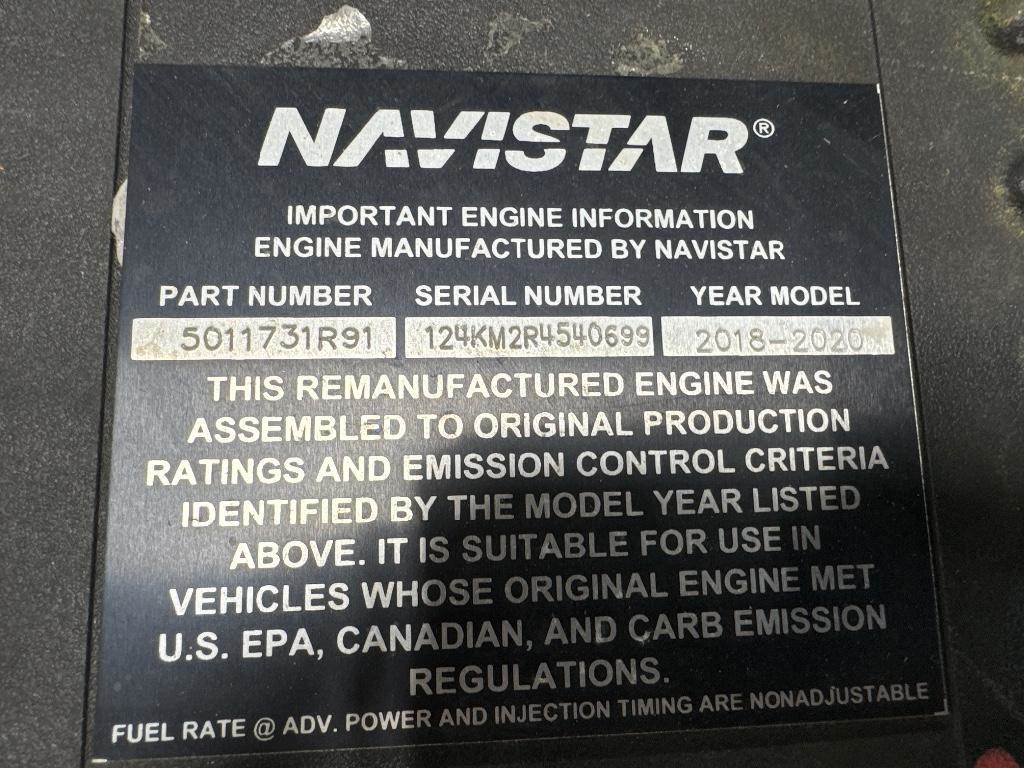 NAVISTAR®
IMPORTANT ENGINE INFORMATION
ENGINE MANUFACTURED BY NAVISTAR
PART NUMBER SERIAL NUMBER YEAR MODEL
5011731R91 124KM2R4540699 2018-2020
THIS REMANUFACTURED ENGINE WAS
ASSEMBLED TO ORIGINAL PRODUCTION
RATINGS AND EMISSION CONTROL CRITERIA
IDENTIFIED BY THE MODEL YEAR LISTED
ABOVE. IT IS SUITABLE FOR USE IN
VEHICLES WHOSE ORIGINAL ENGINE MET
U.S. EPA, CANADIAN, AND CARB EMISSION
REGULATIONS.
FUEL RATE @ ADV. POWER AND INJECTION TIMING ARE NONADJUSTABLE